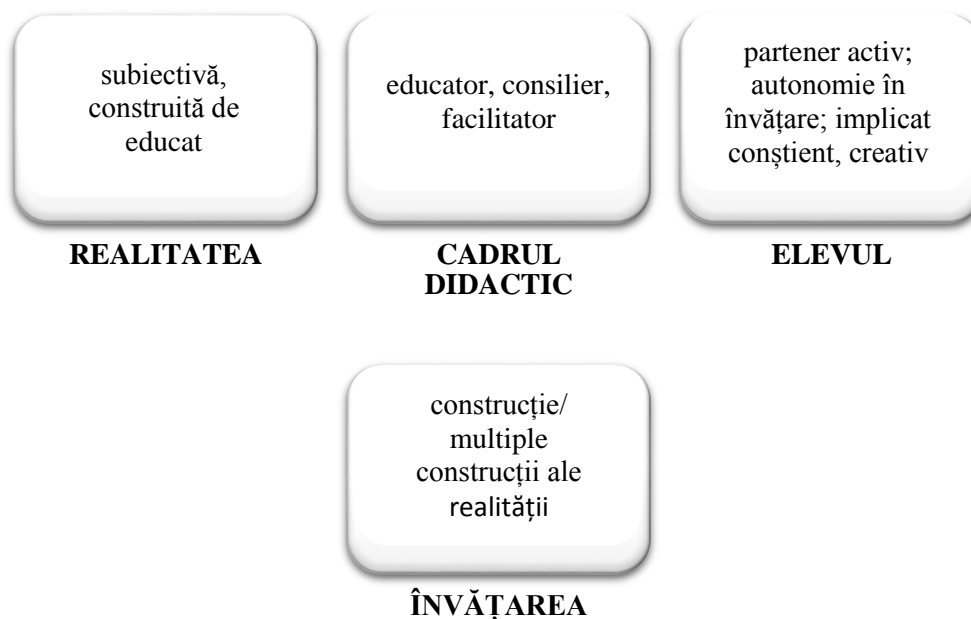 subiectivă,
construită de
educat
REALITATEA
educator, consilier,
facilitator
CADRUL
DIDACTIC
partener activ;
autonomie în
învățare; implicat
conștient, creativ
ELEVUL
construcție/
multiple
construcții ale
realității
ÎNVĂȚAREA